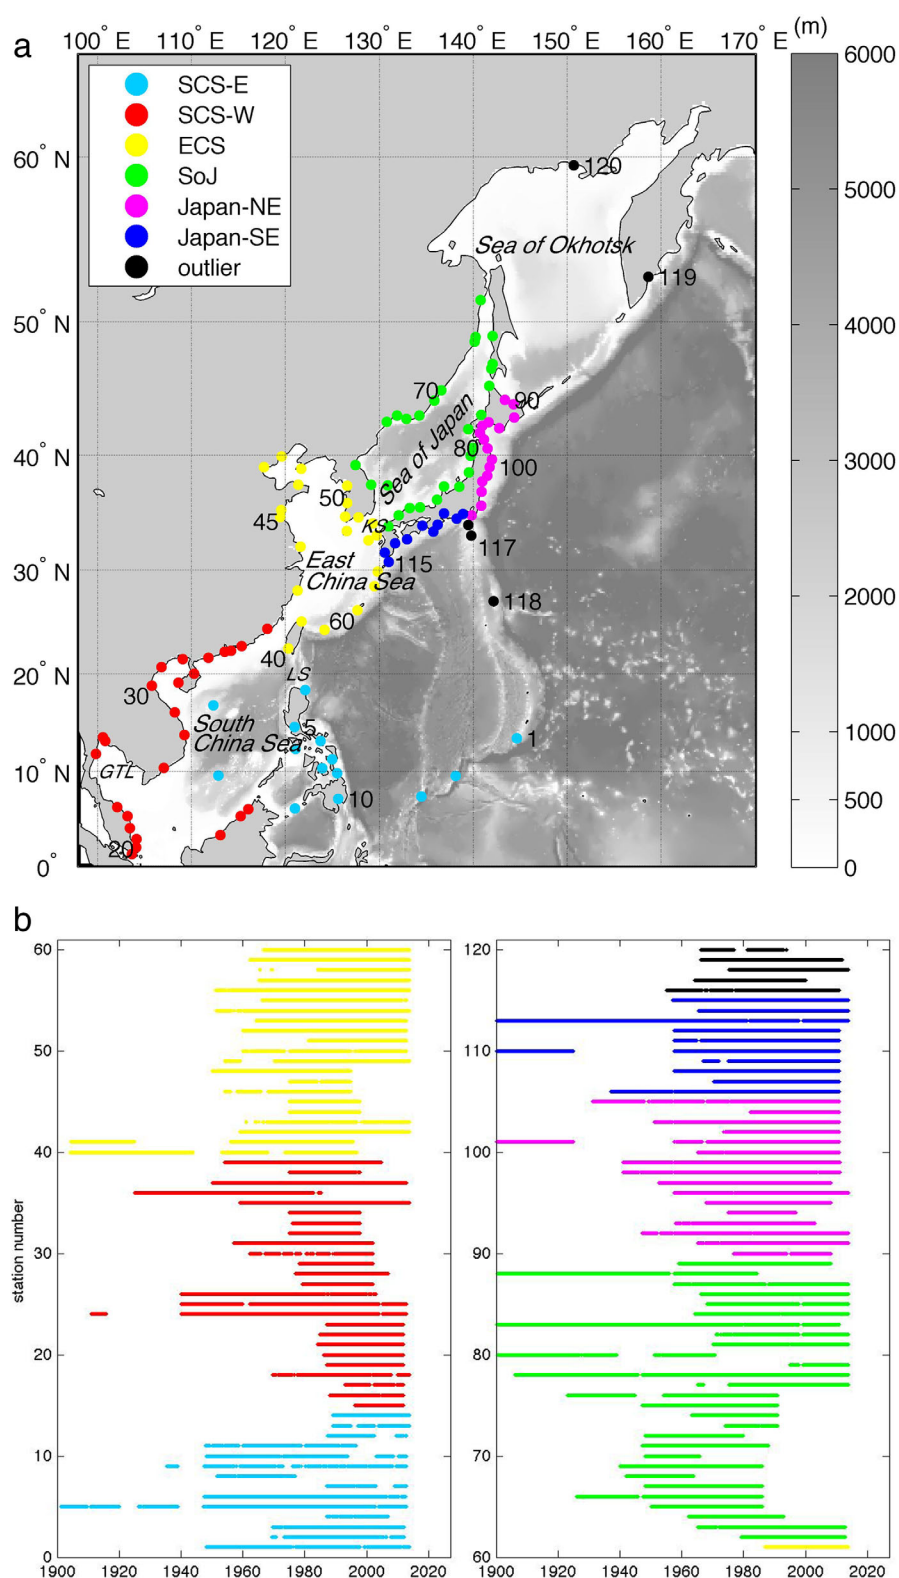 a
100° E 110° E 120° E 130° E 140° E 150° E 160° E 170° E
(m)
SCS-E
SCS-W
ECS
SoJ
Japan-NE
Japan-SE
outlier
60° N
50° N
40° N
30° N
20° N
10° N
0°
120
Sea of Okhotsk
119
70
90
Sea of Japan
80
100
50
45
KS
117
East
China Sea
115
118
60
40
LS
30
South
China Sea
5
1
GTL
10
20
6000
5000
4000
3000
2000
1000
500
0
b
station number
60
50
40
30
20
10
0
1900 1920 1940 1960 1980 2000 2020
120
110
100
90
80
70
60
1900 1920 1940 1960 1980 2000 2020